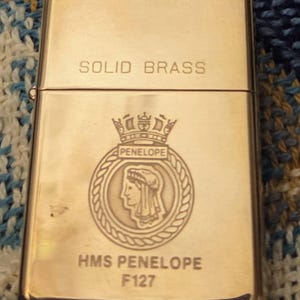 SOLID BRASS
PENELOPE
HMS PENELOPE
F127